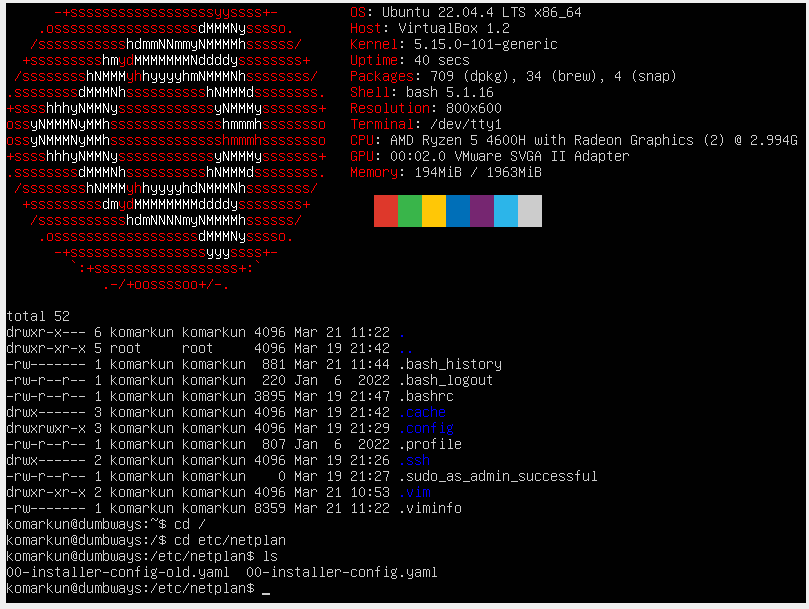 -+sssssssssssssssssyyssss+-    OS: Ubuntu 22.04.4 LTS x86_64
.ossssssssssssssssssdMMMNysssso.    Host: VirtualBox 1.2
/ssssssssssshdmmNNmmyNMMMMhssssss/    Kernel: 5.15.0-101-generic
+ssssssssshmydMMMMMMMNddddyssssssss+    Uptime: 40 secs
/sssssssshNMMMyhhyyyyhmNMMMNhssssssss/    Packages: 709 (dpkg), 34 (brew), 4 (snap)
.ssssssssdMMMNhsssssssssshNMMMdssssssss.    Shell: bash 5.1.16
+sssshhhyNMMNyssssssssssssyNMMMysssssss+    Resolution: 800x600
ossyNMMMNyMMhsssssssssssssshmmmhssssssso    Terminal: /dev/tty1
ossyNMMMNyMMhsssssssssssssshmmmhssssssso    CPU: AMD Ryzen 5 4600H with Radeon Graphics (2) @ 2.994G
+sssshhhyNMMNyssssssssssssyNMMMysssssss+    GPU: 00:02.0 VMware SVGA II Adapter
.ssssssssdMMMNhsssssssssshNMMMdssssssss.    Memory: 194MiB / 1963MiB
/sssssssshNMMMyhhyyyyhdNMMMNhssssssss/
+sssssssssdmydMMMMMMMMddddyssssssss+
/ssssssssssshdmNNNNmyNMMMMhssssss/
.ossssssssssssssssssdMMMNysssso.
-+sssssssssssssssssyyyssss+-
`:+ssssssssssssssssss+:`
.-/+oossssoo+/-.
total 52
drwxr-x--- 6 komarkun komarkun 4096 Mar 21 11:22 .
drwxr-xr-x 5 root     root     4096 Mar 19 21:42 ..
-rw------- 1 komarkun komarkun  881 Mar 21 11:44 .bash_history
-rw-r--r-- 1 komarkun komarkun  220 Jan  6  2022 .bash_logout
-rw-r--r-- 1 komarkun komarkun 3895 Mar 19 21:47 .bashrc
drwx------ 3 komarkun komarkun 4096 Mar 19 21:42 .cache
drwxrwxr-x 3 komarkun komarkun 4096 Mar 19 21:29 .config
-rw-r--r-- 1 komarkun komarkun  807 Jan  6  2022 .profile
drwx------ 2 komarkun komarkun 4096 Mar 19 21:26 .ssh
-rw-r--r-- 1 komarkun komarkun    0 Mar 19 21:27 .sudo_as_admin_successful
drwxr-xr-x 2 komarkun komarkun 4096 Mar 21 10:53 .vim
-rw------- 1 komarkun komarkun 8359 Mar 21 11:22 .viminfo
komarkun@dumbways:~$ cd /
komarkun@dumbways:/$ cd etc/netplan
komarkun@dumbways:/etc/netplan$ ls
00-installer-config-old.yaml  00-installer-config.yaml
komarkun@dumbways:/etc/netplan$ _